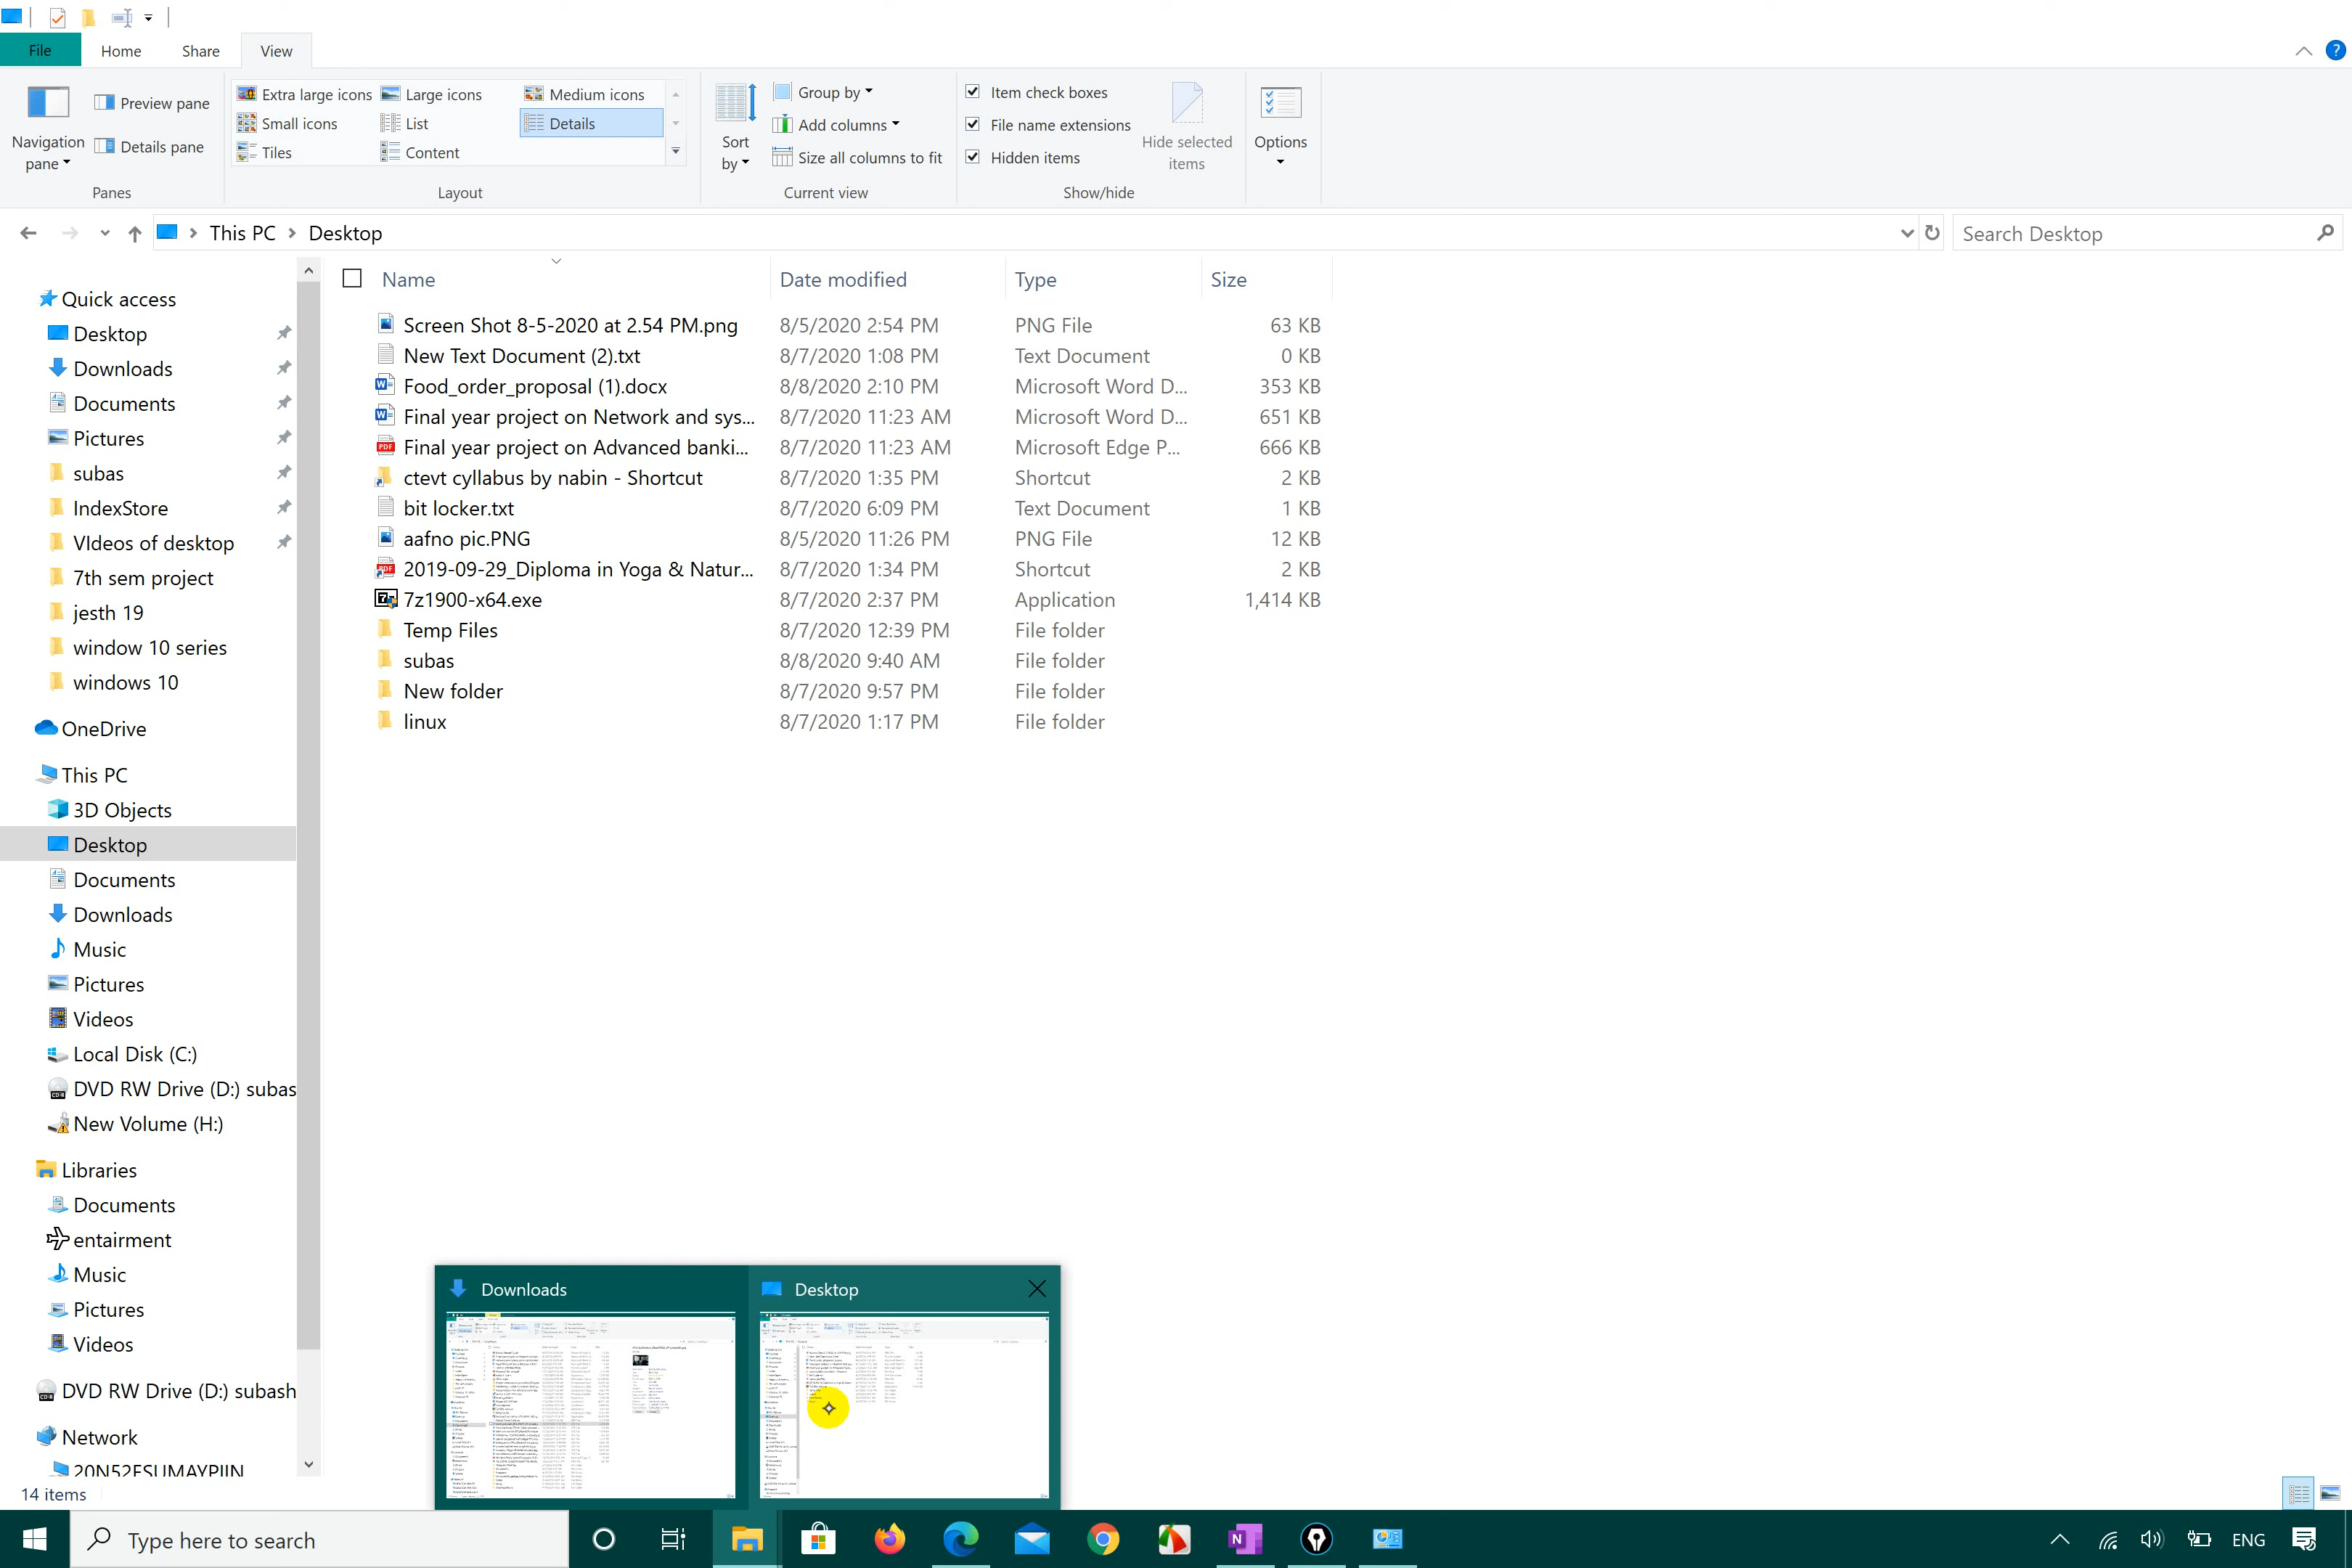 File Home Share View
Navigation pane
Preview pane
Details pane
Panes
Extra large icons Large icons Medium icons
Small icons List Details
Tiles Content
Layout
Sort by
Group by
Add columns
Size all columns to fit
Current view
Item check boxes
File name extensions
Hidden items
Hide selected items
Show/hide
Options
This PC Desktop
Search Desktop
Quick access
Desktop
Downloads
Documents
Pictures
subas
IndexStore
VIdeos of desktop
7th sem project
jesth 19
window 10 series
windows 10
OneDrive
This PC
3D Objects
Desktop
Documents
Downloads
Music
Pictures
Videos
Local Disk (C:)
DVD RW Drive (D:) subas
New Volume (H:)
Libraries
Documents
entairment
Music
Pictures
Videos
DVD RW Drive (D:) subash
Network
Name Date modified Type Size
Screen Shot 8-5-2020 at 2.54 PM.png 8/5/2020 2:54 PM PNG File 63 KB
New Text Document (2).txt 8/7/2020 1:08 PM Text Document 0 KB
Food_order_proposal (1).docx 8/8/2020 2:10 PM Microsoft Word D... 353 KB
Final year project on Network and sys... 8/7/2020 11:23 AM Microsoft Word D... 651 KB
Final year project on Advanced banki... 8/7/2020 11:23 AM Microsoft Edge P... 666 KB
ctevt cyllabus by nabin - Shortcut 8/7/2020 1:35 PM Shortcut 2 KB
bit locker.txt 8/7/2020 6:09 PM Text Document 1 KB
aafno pic.PNG 8/5/2020 11:26 PM PNG File 12 KB
2019-09-29_Diploma in Yoga & Natur... 8/7/2020 1:34 PM Shortcut 2 KB
7z1900-x64.exe 8/7/2020 2:37 PM Application 1,414 KB
Temp Files 8/7/2020 12:39 PM File folder
subas 8/8/2020 9:40 AM File folder
New folder 8/7/2020 9:57 PM File folder
linux 8/7/2020 1:17 PM File folder
Downloads
Desktop
14 items
Type here to search
ENG